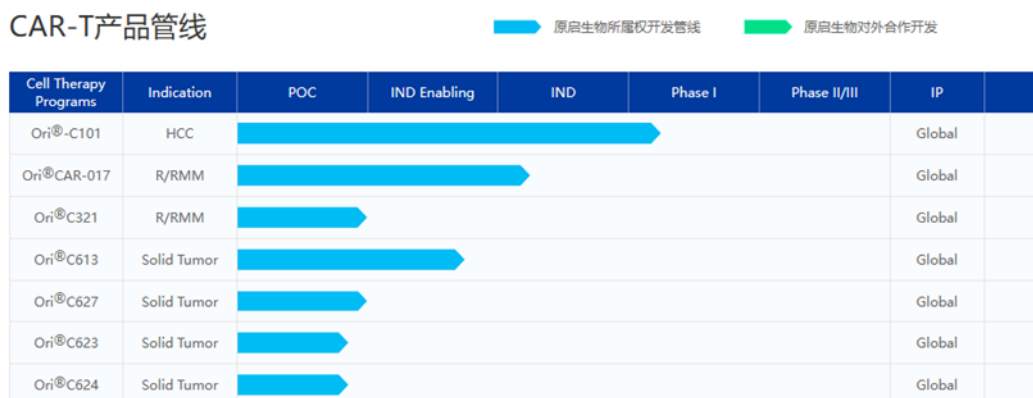 CAR-T产品管线
原启生物所属权开发管线
原启生物对外合作开发
Cell Therapy Programs Indication POC IND Enabling IND Phase I Phase II/III IP
Ori®-C101 HCC Global
Ori®CAR-017 R/RMM Global
Ori®C321 R/RMM Global
Ori®C613 Solid Tumor Global
Ori®C627 Solid Tumor Global
Ori®C623 Solid Tumor Global
Ori®C624 Solid Tumor Global